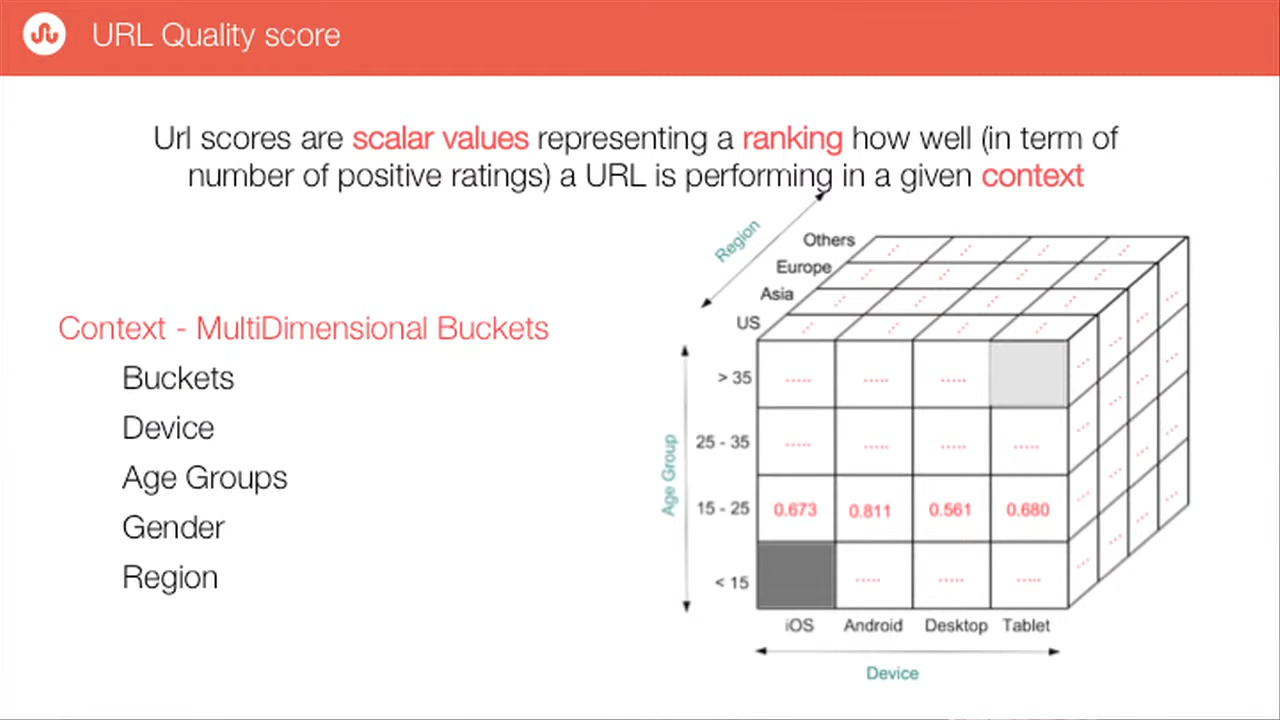 URL Quality score
Url scores are scalar values representing a ranking how well (in term of
number of positive ratings) a URL is performing in a given context
Region
Others
Europe
Asia
US
Context - MultiDimensional Buckets
Buckets
Device
Age Groups
Gender
Region
Age Group
> 35 ..... ..... .....
25 - 35 ..... ..... ..... .....
15 - 25 0.673 0.811 0.561 0.680
< 15 ..... ..... .....
iOS Android Desktop Tablet
Device